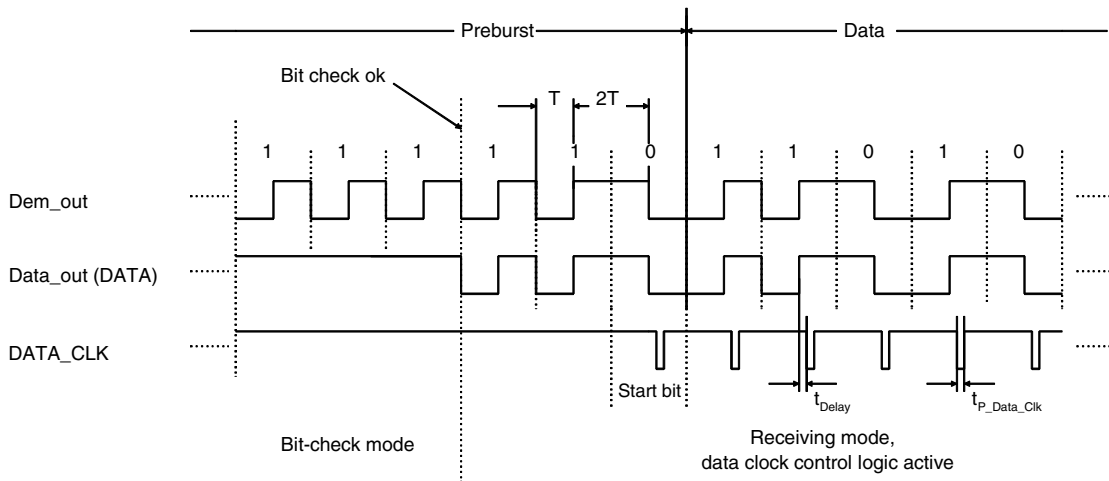 Preburst
Data
Bit check ok
T
2T
1 1 1 1 1 0 1 1 0 1 0
Dem_out
Data_out (DATA)
DATA_CLK
Start bit
tDelay
tP_Data_Clk
Bit-check mode
Receiving mode,
data clock control logic active